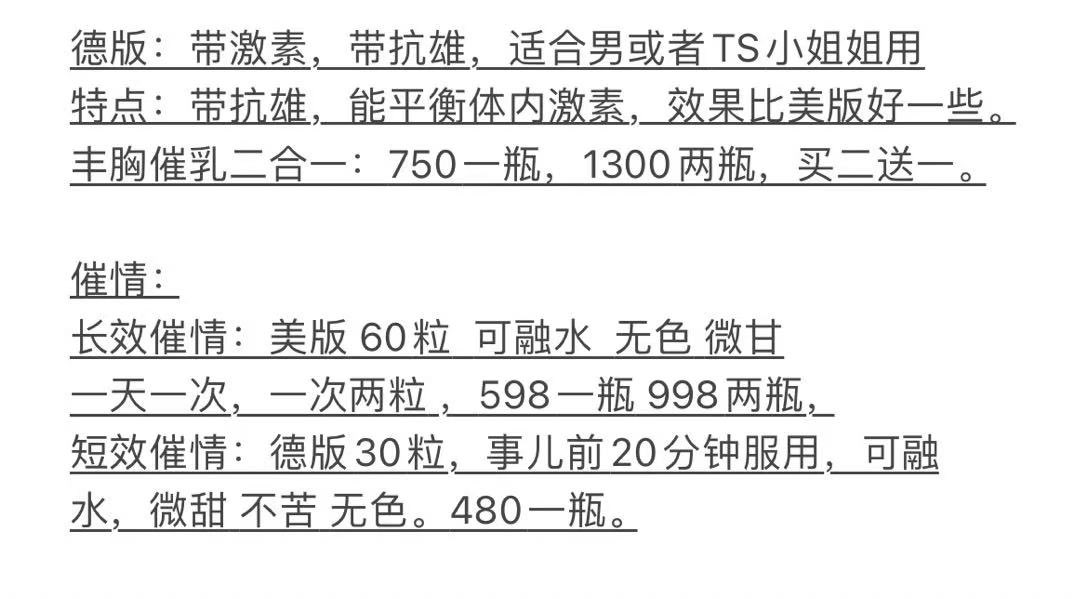 德版：带激素，带抗雄，适合男或者TS小姐姐用
特点：带抗雄，能平衡体内激素，效果比美版好一些。
丰胸催乳二合一：750一瓶，1300两瓶，买二送一。
催情：
长效催情：美版 60粒 可融水 无色 微甘
一天一次，一次两粒 ，598一瓶 998两瓶，
短效催情：德版30粒，事儿前20分钟服用，可融
水，微甜 不苦 无色。480一瓶。